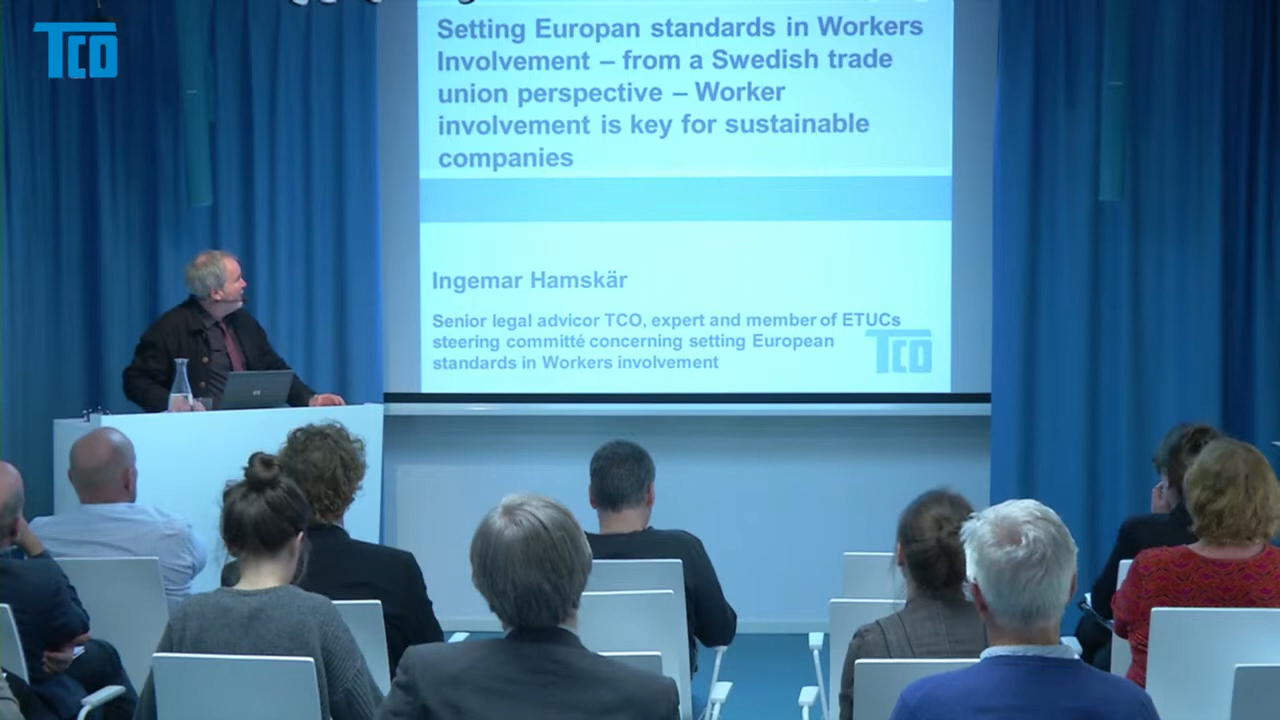 TCO
Setting Europan standards in Workers
Involvement – from a Swedish trade
union perspective – Worker
involvement is key for sustainable
companies
Ingemar Hamskär
Senior legal advicor TCO, expert and member of ETUCs
steering committé concerning setting European
standards in Workers involvement
TCO